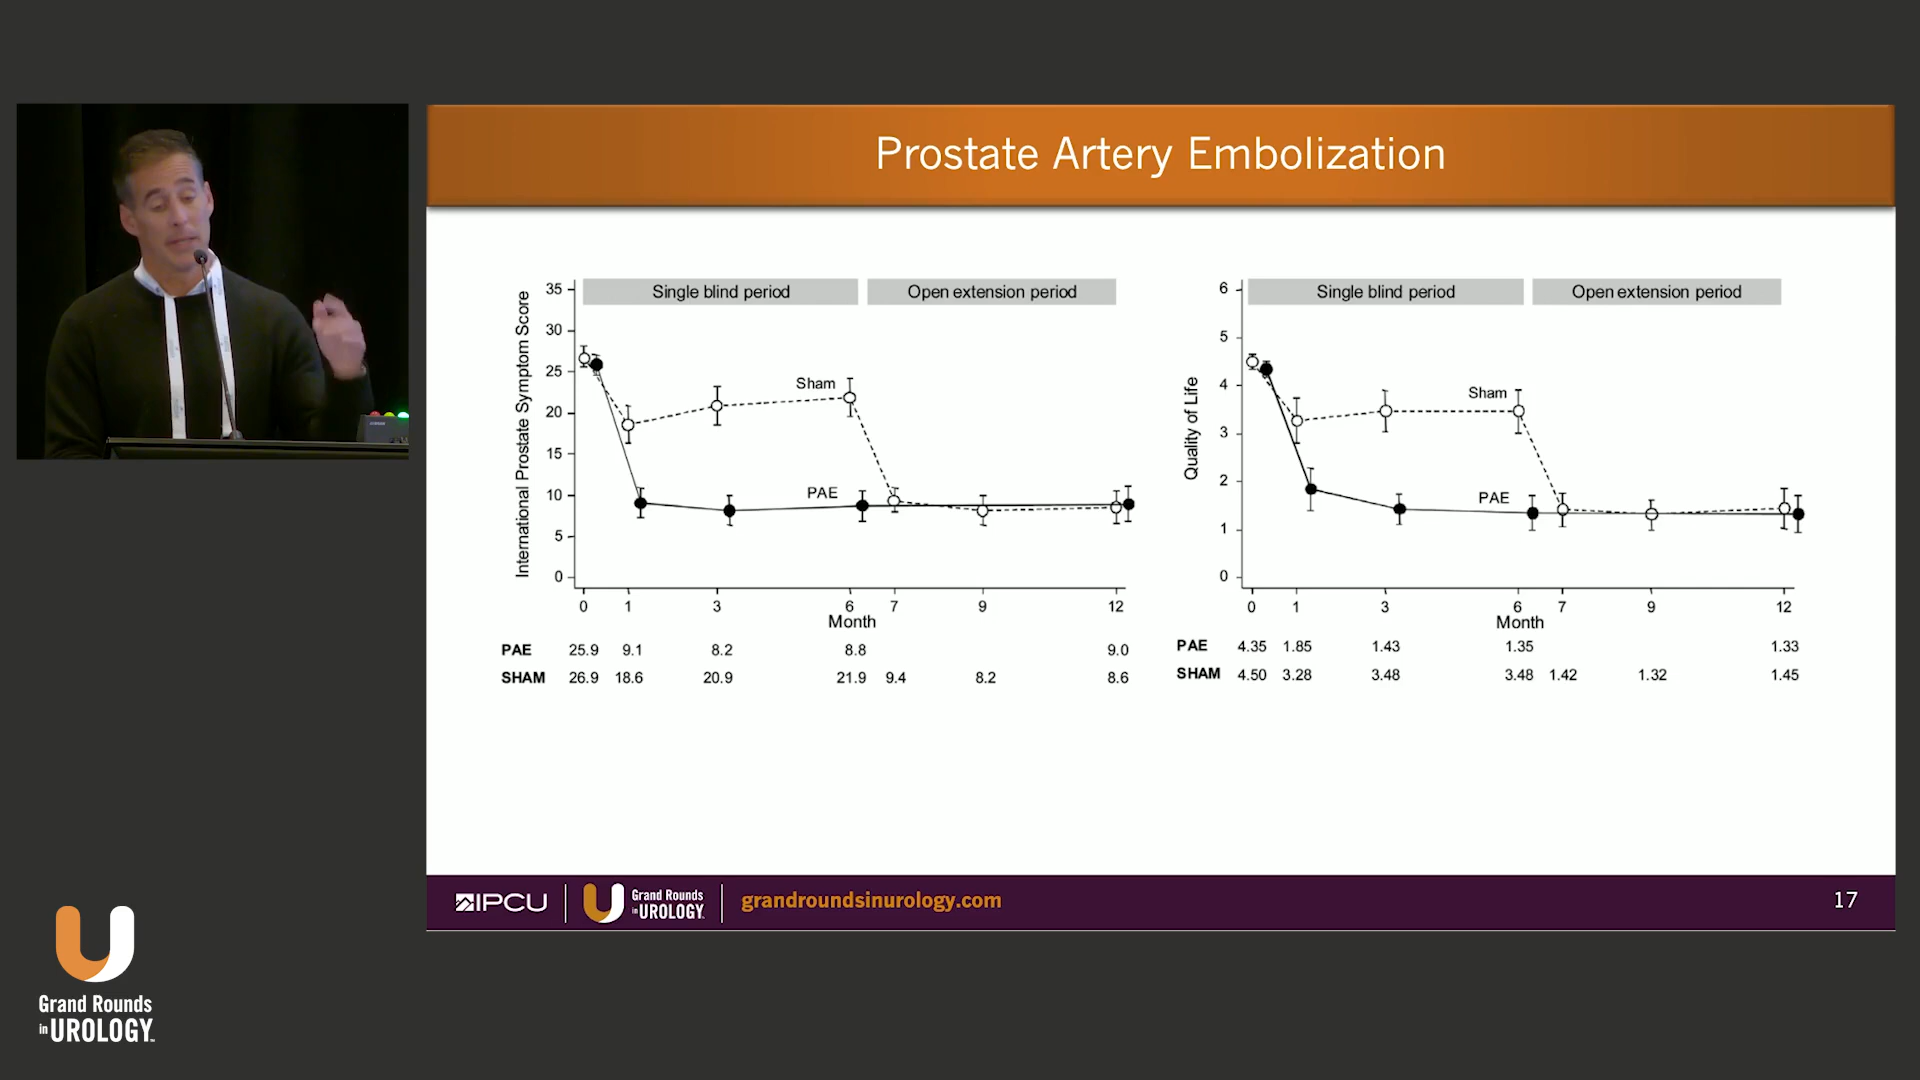 Prostate Artery Embolization
International Prostate Symptom Score
35
30
25
20
15
10
5
0
Single blind period
Open extension period
Sham
PAE
0 1 3 6 7 9 12
Month
PAE 25.9 9.1 8.2 8.8 9.0
SHAM 26.9 18.6 20.9 21.9 9.4 8.2 8.6
Quality of Life
6
5
4
3
2
1
0
Single blind period
Open extension period
Sham
PAE
0 1 3 6 7 9 12
Month
PAE 4.35 1.85 1.43 1.35 1.33
SHAM 4.50 3.28 3.48 3.48 1.42 1.32 1.45
IPCU
Grand Rounds
in UROLOGY
grandroundsinurology.com
17
Grand Rounds
in UROLOGY